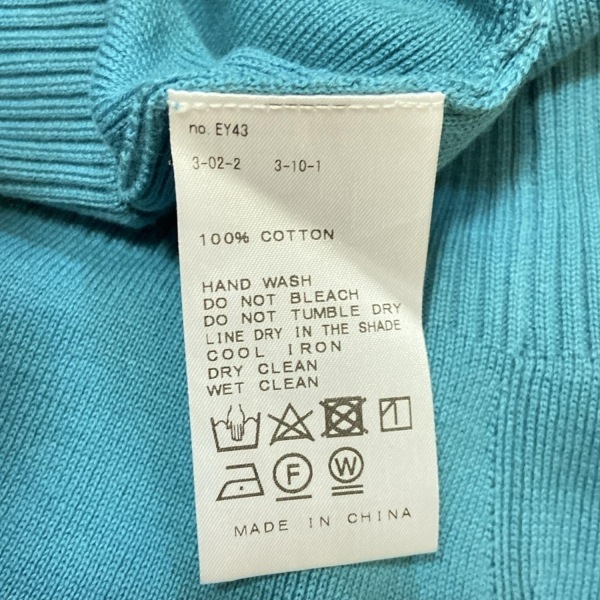 no. EY43
3-02-2 3-10-1
100% COTTON
HAND WASH
DO NOT BLEACH
DO NOT TUMBLE DRY
LINE DRY IN THE SHADE
COOL IRON
DRY CLEAN
WET CLEAN
F W
MADE IN CHINA